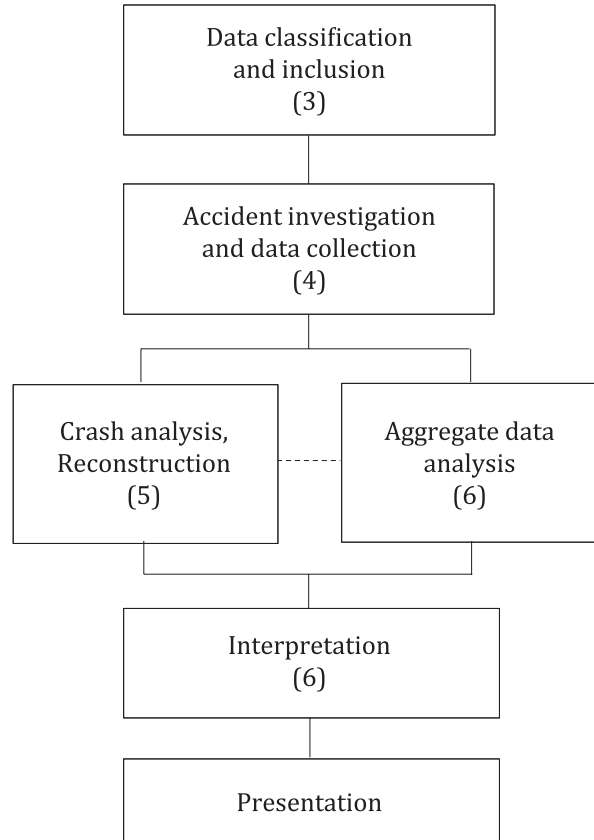 Data classification
and inclusion
(3)
Accident investigation
and data collection
(4)
Crash analysis,
Reconstruction
(5)
Aggregate data
analysis
(6)
Interpretation
(6)
Presentation